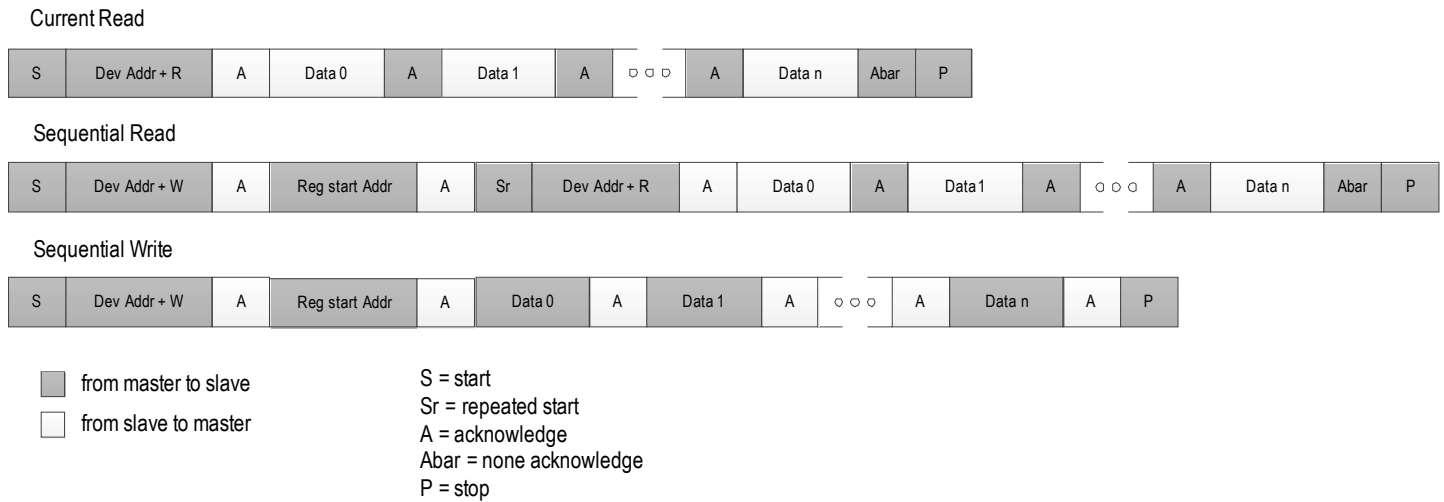 Current Read
S Dev Addr + R A Data 0 A Data 1 A A Data n Abar P
Sequential Read
S Dev Addr + W A Reg start Addr A Sr Dev Addr + R A Data 0 A Data 1 A A Data n Abar P
Sequential Write
S Dev Addr + W A Reg start Addr A Data 0 A Data 1 A A Data n A P
from master to slave
from slave to master
S = start
Sr = repeated start
A = acknowledge
Abar = none acknowledge
P = stop